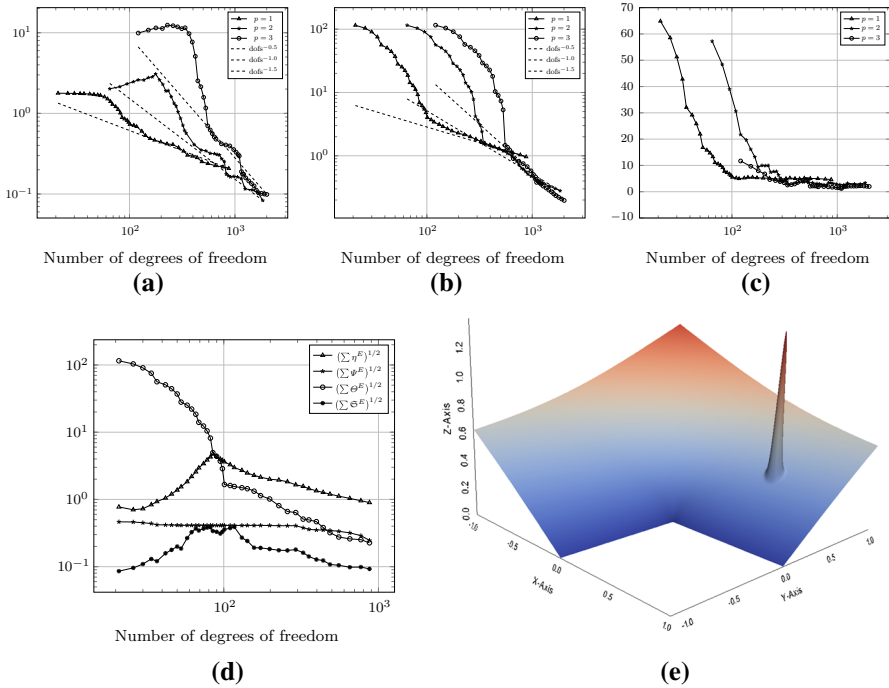 10^1
10^0
10^−1
10^2
10^3
p = 1
p = 2
p = 3
dofs^−0.5
dofs^−1.0
dofs^−1.5
Number of degrees of freedom
(a)
10^2
10^1
10^0
10^2
10^3
p = 1
p = 2
p = 3
dofs^−0.5
dofs^−1.0
dofs^−1.5
Number of degrees of freedom
(b)
70
60
50
40
30
20
10
0
−10
10^2
10^3
p = 1
p = 2
p = 3
Number of degrees of freedom
(c)
10^2
10^1
10^0
10^−1
10^2
10^3
(∑ η^E)^1/2
(∑ Ψ^E)^1/2
(∑ Θ^E)^1/2
(∑ 𝔖^E)^1/2
Number of degrees of freedom
(d)
Z-Axis
1.2
1.0
0.8
0.6
0.4
0.2
0.0
-1.0
-0.5
0.0
0.5
1.0
X-Axis
-1.0
-0.5
0.0
0.5
1.0
Y-Axis
(e)